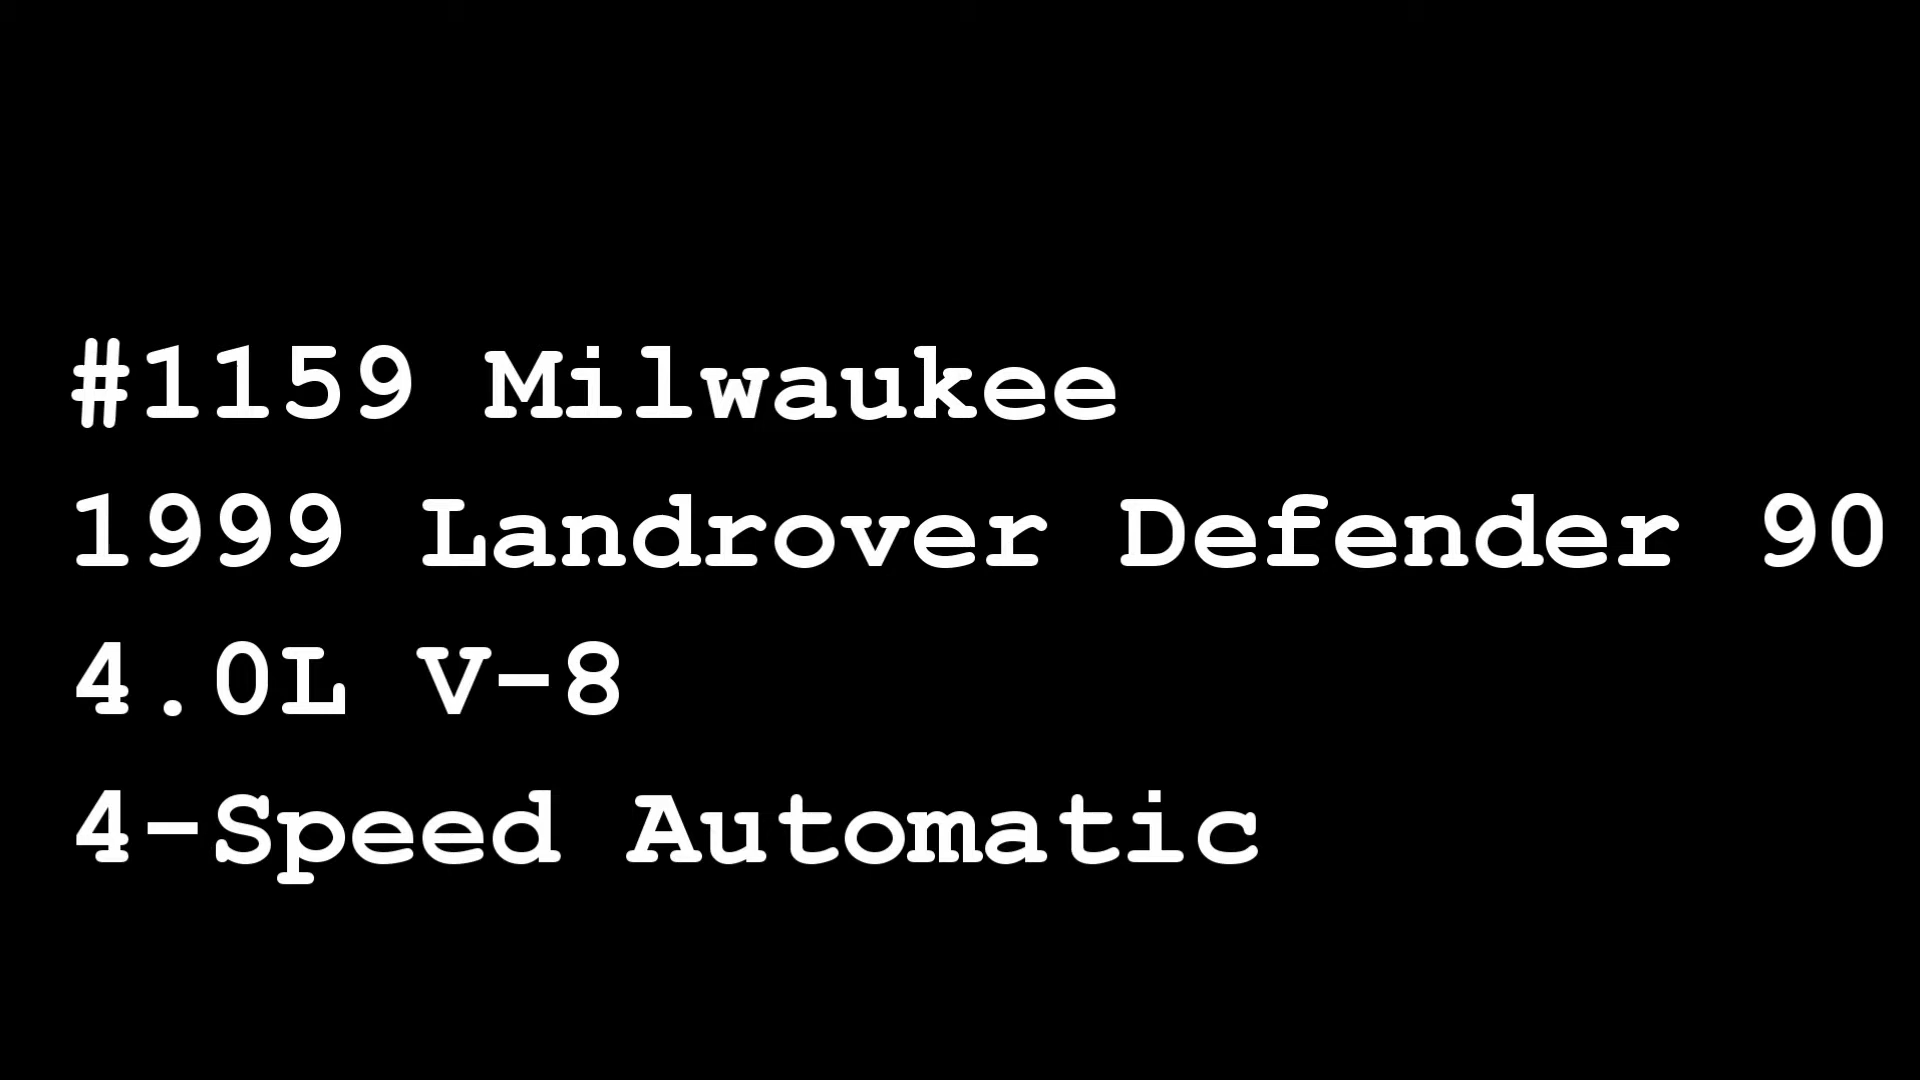 #1159 Milwaukee
1999 Landrover Defender 90
4.0L V-8
4-Speed Automatic